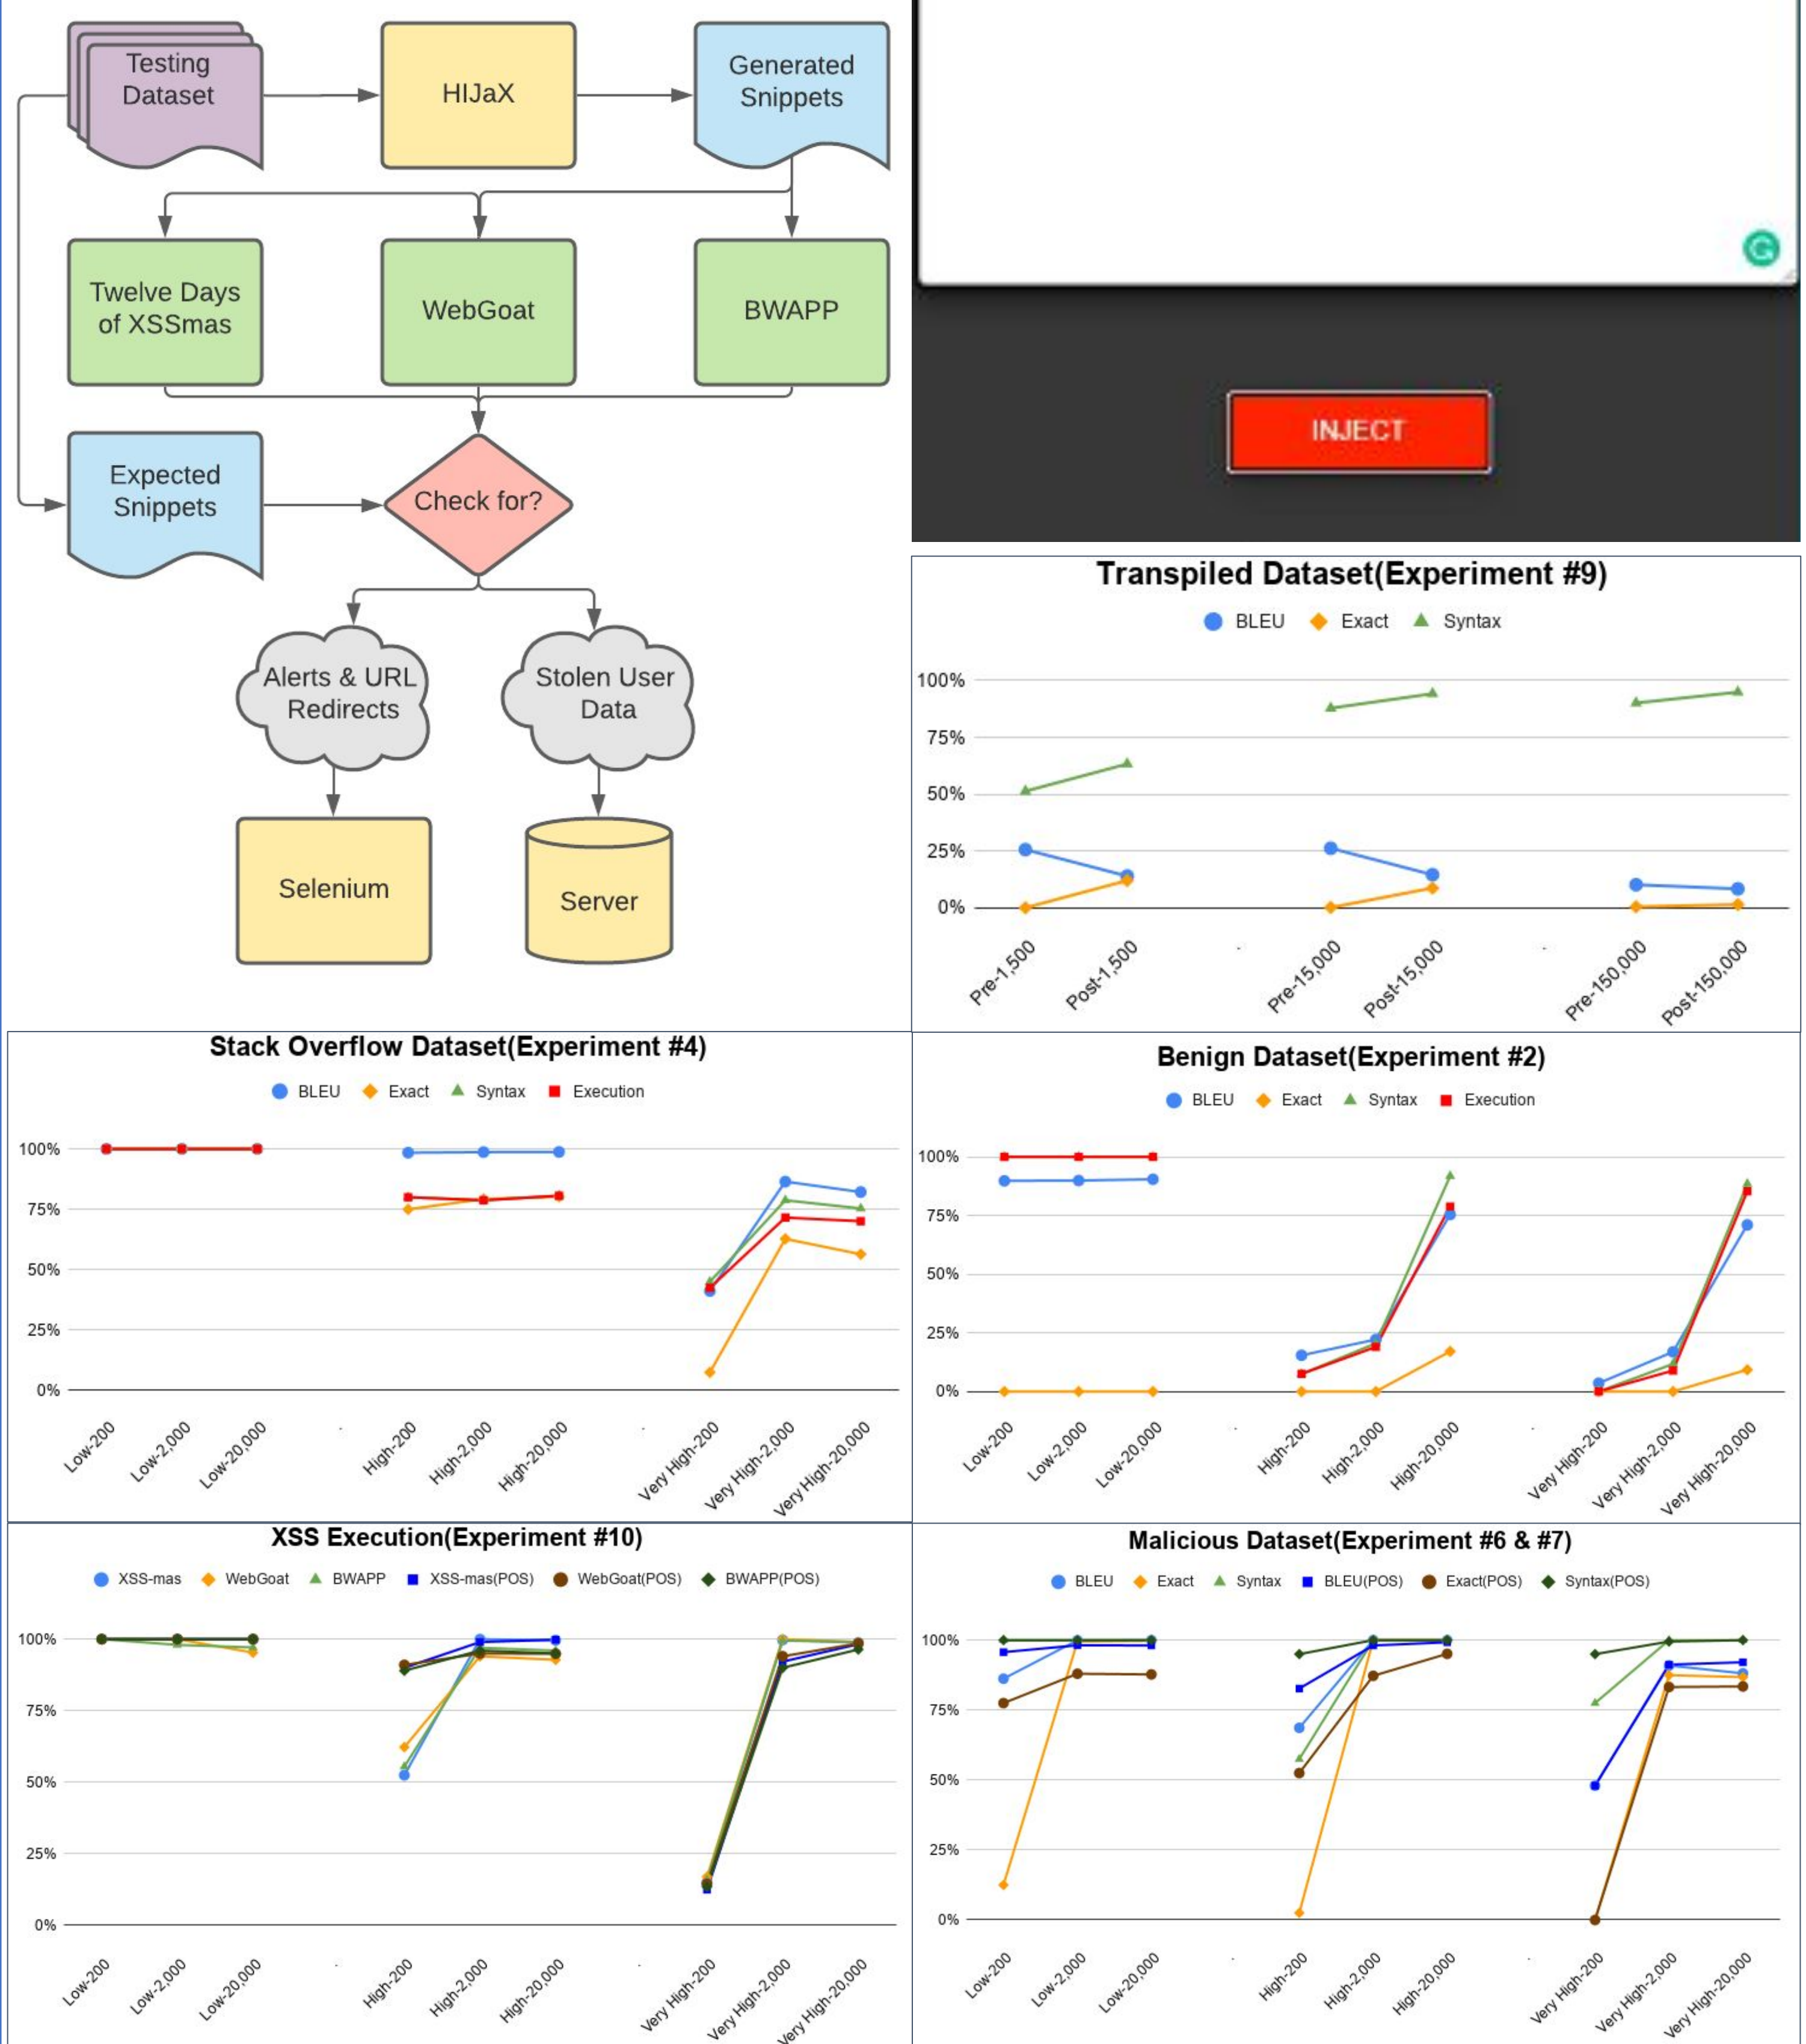 Testing
Dataset
HIJaX
Generated
Snippets
Twelve Days
of XSSmas
WebGoat
BWAPP
Expected
Snippets
Check for?
Alerts & URL
Redirects
Stolen User
Data
Selenium
Server
G
INJECT
Transpiled Dataset(Experiment #9)
BLEU Exact Syntax
100%
75%
50%
25%
0%
Pre-1,500
Post-1,500
.
Pre-15,000
Post-15,000
.
Pre-150,000
Post-150,000
Stack Overflow Dataset(Experiment #4)
BLEU Exact Syntax Execution
100%
75%
50%
25%
0%
Low-200
Low-2,000
Low-20,000
.
High-200
High-2,000
High-20,000
.
Very High-200
Very High-2,000
Very High-20,000
Benign Dataset(Experiment #2)
BLEU Exact Syntax Execution
100%
75%
50%
25%
0%
Low-200
Low-2,000
Low-20,000
.
High-200
High-2,000
High-20,000
.
Very High-200
Very High-2,000
Very High-20,000
XSS Execution(Experiment #10)
XSS-mas WebGoat BWAPP XSS-mas(POS) WebGoat(POS) BWAPP(POS)
100%
75%
50%
25%
0%
Low-200
Low-2,000
Low-20,000
.
High-200
High-2,000
High-20,000
.
Very High-200
Very High-2,000
Very High-20,000
Malicious Dataset(Experiment #6 & #7)
BLEU Exact Syntax BLEU(POS) Exact(POS) Syntax(POS)
100%
75%
50%
25%
0%
Low-200
Low-2,000
Low-20,000
.
High-200
High-2,000
High-20,000
.
Very High-200
Very High-2,000
Very High-20,000